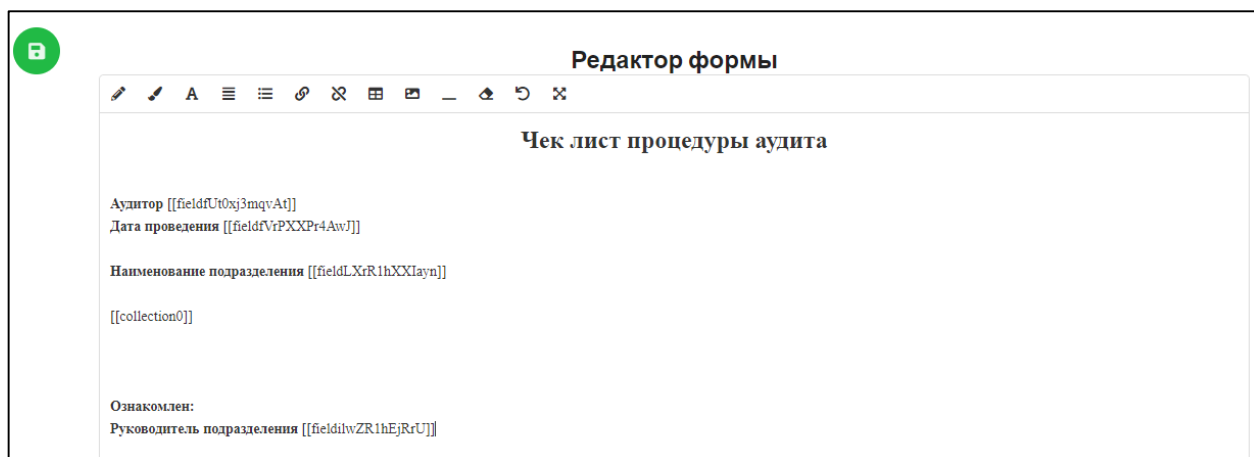 Редактор формы
Чек лист процедуры аудита
Аудитор [[fieldfUt0xj3mqvAt]]
Дата проведения [[fieldfVrPXXPr4AwJ]]
Наименование подразделения [[fieldLXrR1hXXIayn]]
[[collection0]]
Ознакомлен:
Руководитель подразделения [[fieldilwZR1hEjRrU]]